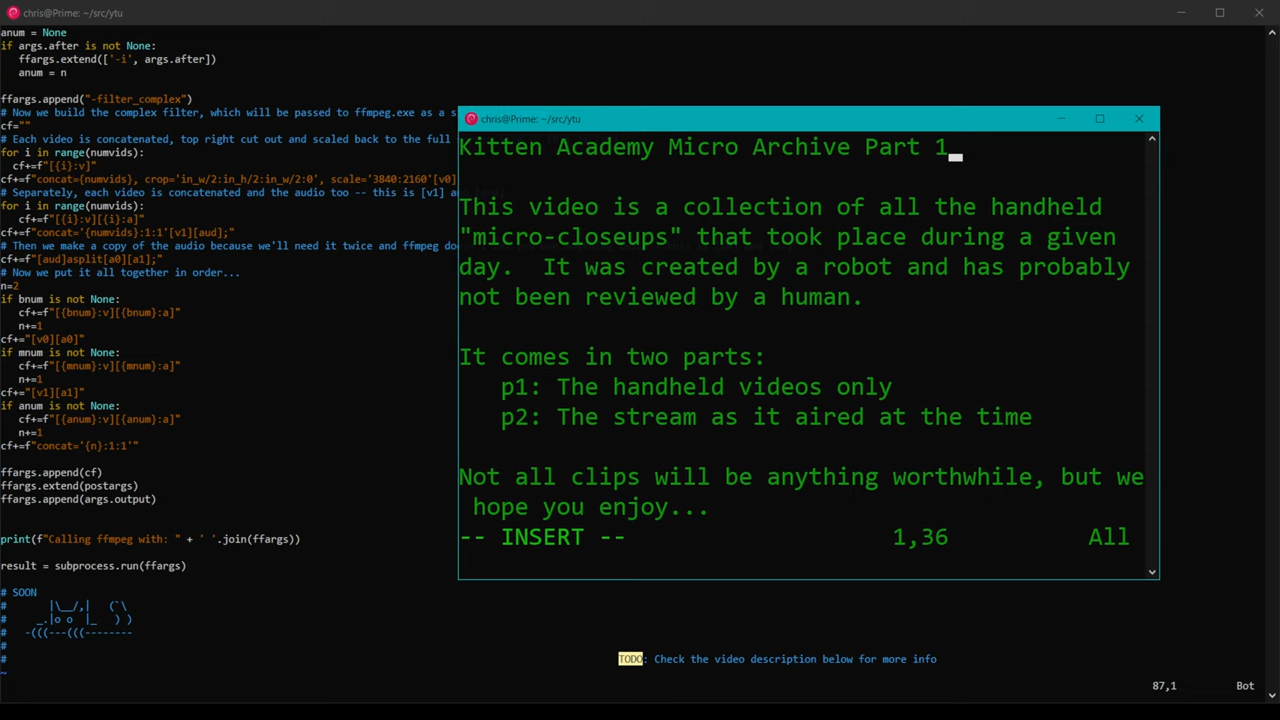 chris@Prime: ~/src/ytu
anum = None
if args.after is not None:
   ffargs.extend(['-i', args.after])
   anum = n
ffargs.append("-filter_complex")
# Now we build the complex filter, which will be passed to ffmpeg.exe as a s
cf=""
# Each video is concatenated, top right cut out and scaled back to the full
for i in range(numvids):
  cf+=f"[{i}:v]"
cf+=f"concat={numvids}, crop='in_w/2:in_h/2:in_w/2:0', scale='3840:2160'[v0]
# Separately, each video is concatenated and the audio too -- this is [v1] a
for i in range(numvids):
   cf+=f"[{i}:v][{i}:a]"
cf+=f"concat='{numvids}:1:1'[v1][aud];"
# Then we make a copy of the audio because we'll need it twice and ffmpeg do
cf+=f"[aud]asplit[a0][a1];"
# Now we put it all together in order...
n=2
if bnum is not None:
   cf+=f"[{bnum}:v][{bnum}:a]"
   n+=1
cf+="[v0][a0]"
if mnum is not None:
   cf+=f"[{mnum}:v][{mnum}:a]"
   n+=1
cf+="[v1][a1]"
if anum is not None:
   cf+=f"[{anum}:v][{anum}:a]"
   n+=1
cf+=f"concat='{n}:1:1'"
ffargs.append(cf)
ffargs.extend(postargs)
ffargs.append(args.output)
print(f"Calling ffmpeg with: " + ' '.join(ffargs))
result = subprocess.run(ffargs)
# SOON
#      |\__/,|   (`\
#    _.|o o  |_   ) )
#  -(((---(((--------
#
#
~
chris@Prime: ~/src/ytu
Kitten Academy Micro Archive Part 1
This video is a collection of all the handheld
"micro-closeups" that took place during a given
day.  It was created by a robot and has probably
not been reviewed by a human.
It comes in two parts:
   p1: The handheld videos only
   p2: The stream as it aired at the time
Not all clips will be anything worthwhile, but we
 hope you enjoy...
-- INSERT -- 1,36 All
TODO: Check the video description below for more info
87,1 Bot